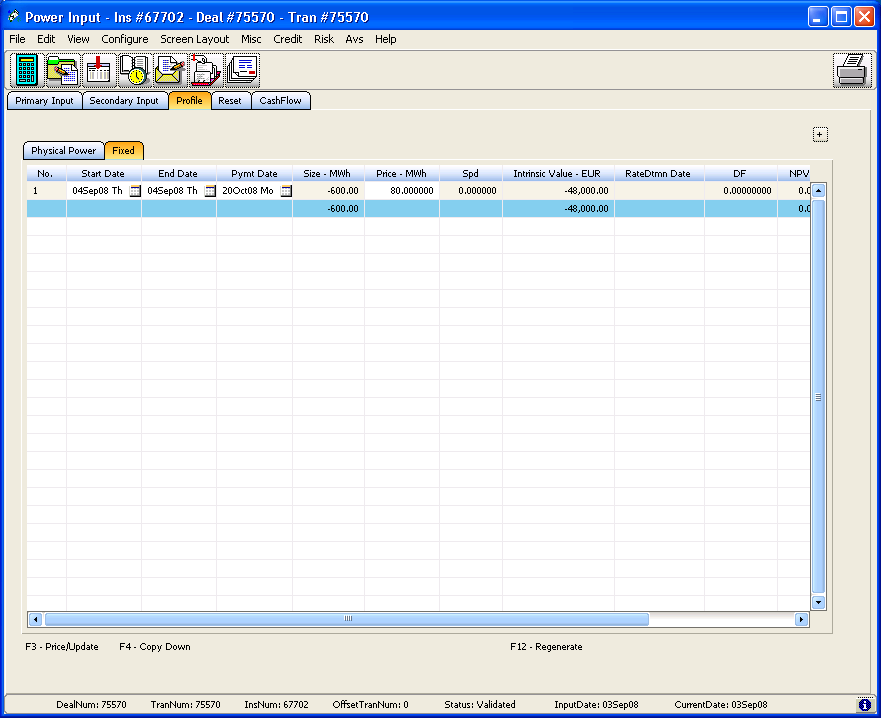 Power Input - Ins #67702 - Deal #75570 - Tran #75570
File Edit View Configure Screen Layout Misc Credit Risk Avs Help
Primary Input Secondary Input Profile Reset CashFlow
+
Physical Power Fixed
No. Start Date End Date Pymt Date Size - MWh Price - MWh Spd Intrinsic Value - EUR RateDtmn Date DF NPV
1 04Sep08 Th 04Sep08 Th 20Oct08 Mo -600.00 80.000000 0.000000 -48,000.00 0.00000000 0.0
-600.00 -48,000.00 0.0
F3 - Price/Update F4 - Copy Down F12 - Regenerate
DealNum: 75570 TranNum: 75570 InsNum: 67702 OffsetTranNum: 0 Status: Validated InputDate: 03Sep08 CurrentDate: 03Sep08